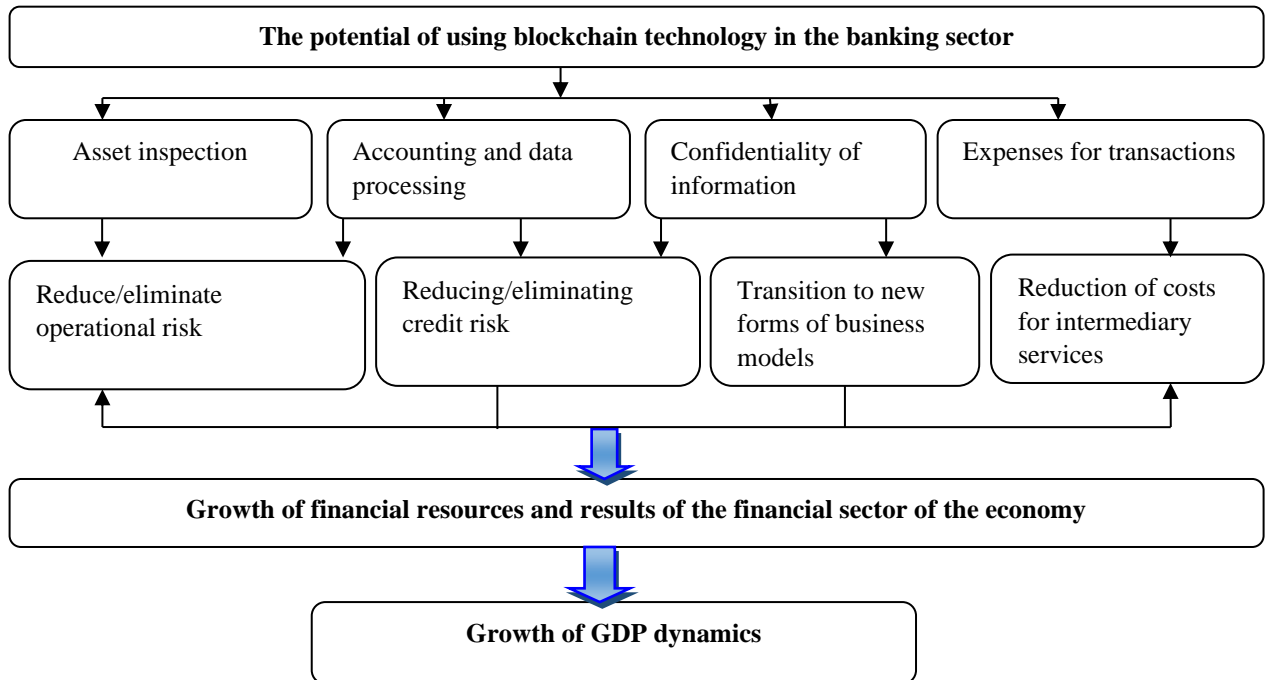 The potential of using blockchain technology in the banking sector
Asset inspection
Accounting and data
processing
Confidentiality of
information
Expenses for transactions
Reduce/eliminate
operational risk
Reducing/eliminating
credit risk
Transition to new
forms of business
models
Reduction of costs
for intermediary
services
Growth of financial resources and results of the financial sector of the economy
Growth of GDP dynamics